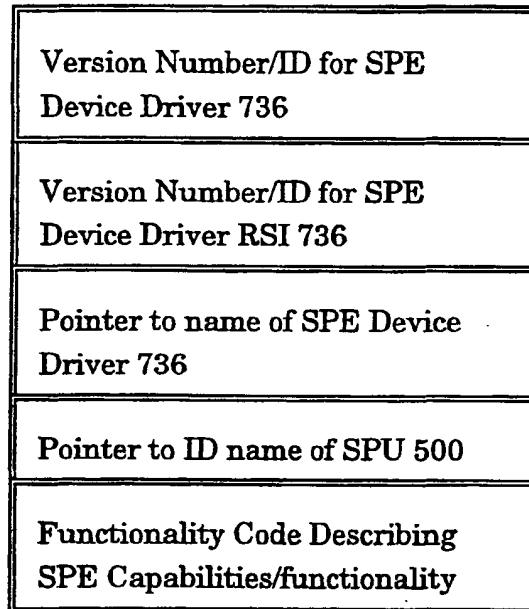 Version Number/ID for SPE
Device Driver 736
Version Number/ID for SPE
Device Driver RSI 736
Pointer to name of SPE Device
Driver 736
Pointer to ID name of SPU 500
Functionality Code Describing
SPE Capabilities/functionality